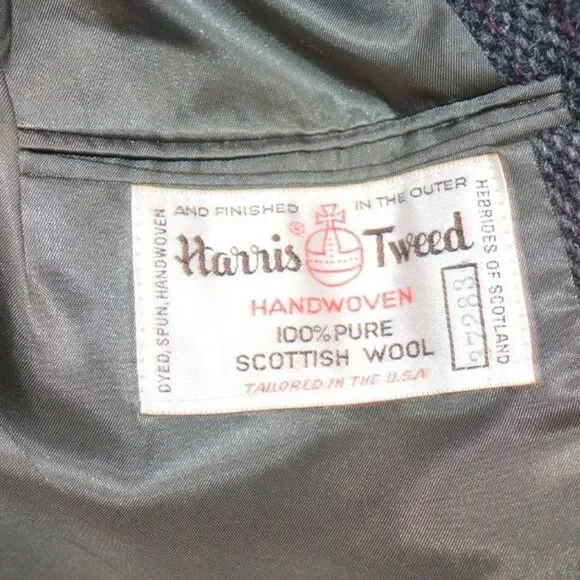 DYED, SPUN, HANDWOVEN
AND FINISHED IN THE OUTER
HEBRIDES OF SCOTLAND
Harris® Tweed
HANDWOVEN
100% PURE
SCOTTISH WOOL
TAILORED IN THE U.S.A